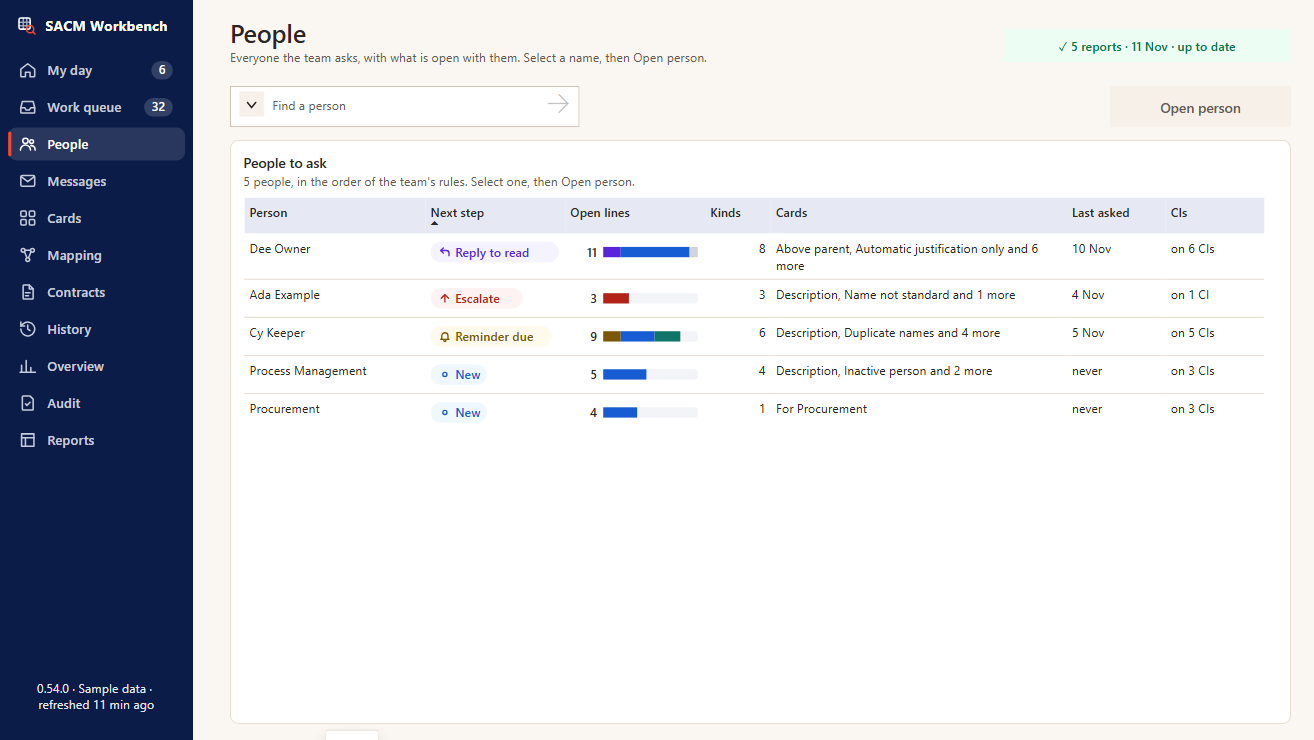 SACM Workbench
My day 6
Work queue 32
People
Messages
Cards
Mapping
Contracts
History
Overview
Audit
Reports
0.54.0 · Sample data ·
refreshed 11 min ago
People
Everyone the team asks, with what is open with them. Select a name, then Open person.
✓ 5 reports · 11 Nov · up to date
Find a person
Open person
People to ask
5 people, in the order of the team's rules. Select one, then Open person.
Person Next step Open lines Kinds Cards Last asked CIs
Dee Owner Reply to read 11 8 Above parent, Automatic justification only and 6 more 10 Nov on 6 CIs
Ada Example Escalate 3 3 Description, Name not standard and 1 more 4 Nov on 1 CI
Cy Keeper Reminder due 9 6 Description, Duplicate names and 4 more 5 Nov on 5 CIs
Process Management New 5 4 Description, Inactive person and 2 more never on 3 CIs
Procurement New 4 1 For Procurement never on 3 CIs